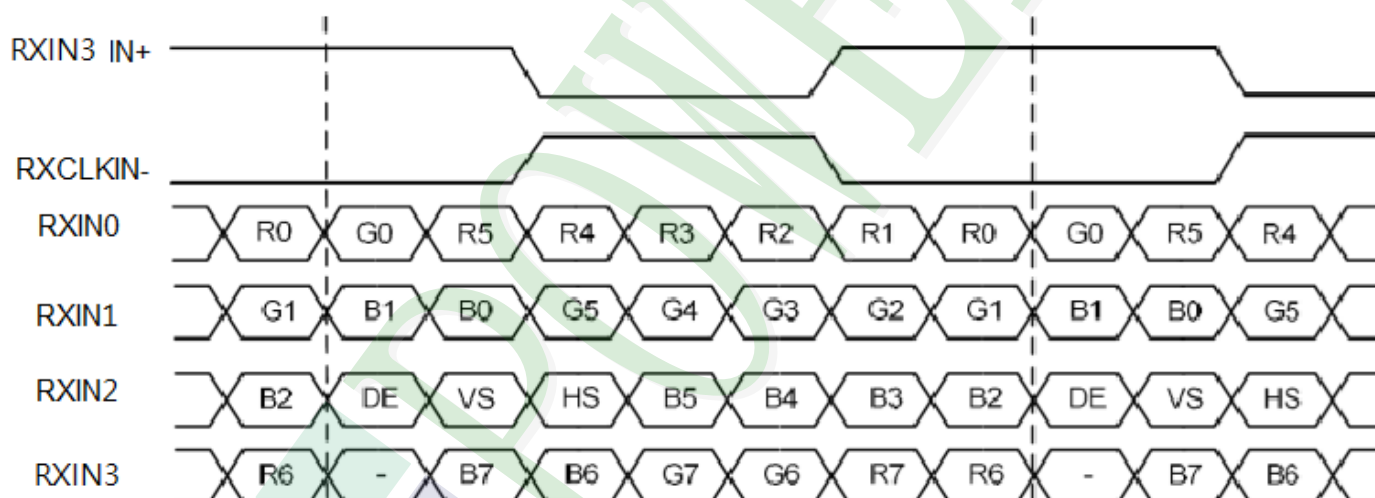 RXIN3 IN+
RXCLKIN-
RXIN0 R0 G0 R5 R4 R3 R2 R1 R0 G0 R5 R4
RXIN1 G1 B1 B0 G5 G4 G3 G2 G1 B1 B0 G5
RXIN2 B2 DE VS HS B5 B4 B3 B2 DE VS HS
RXIN3 R6 - B7 B6 G7 G6 R7 R6 - B7 B6